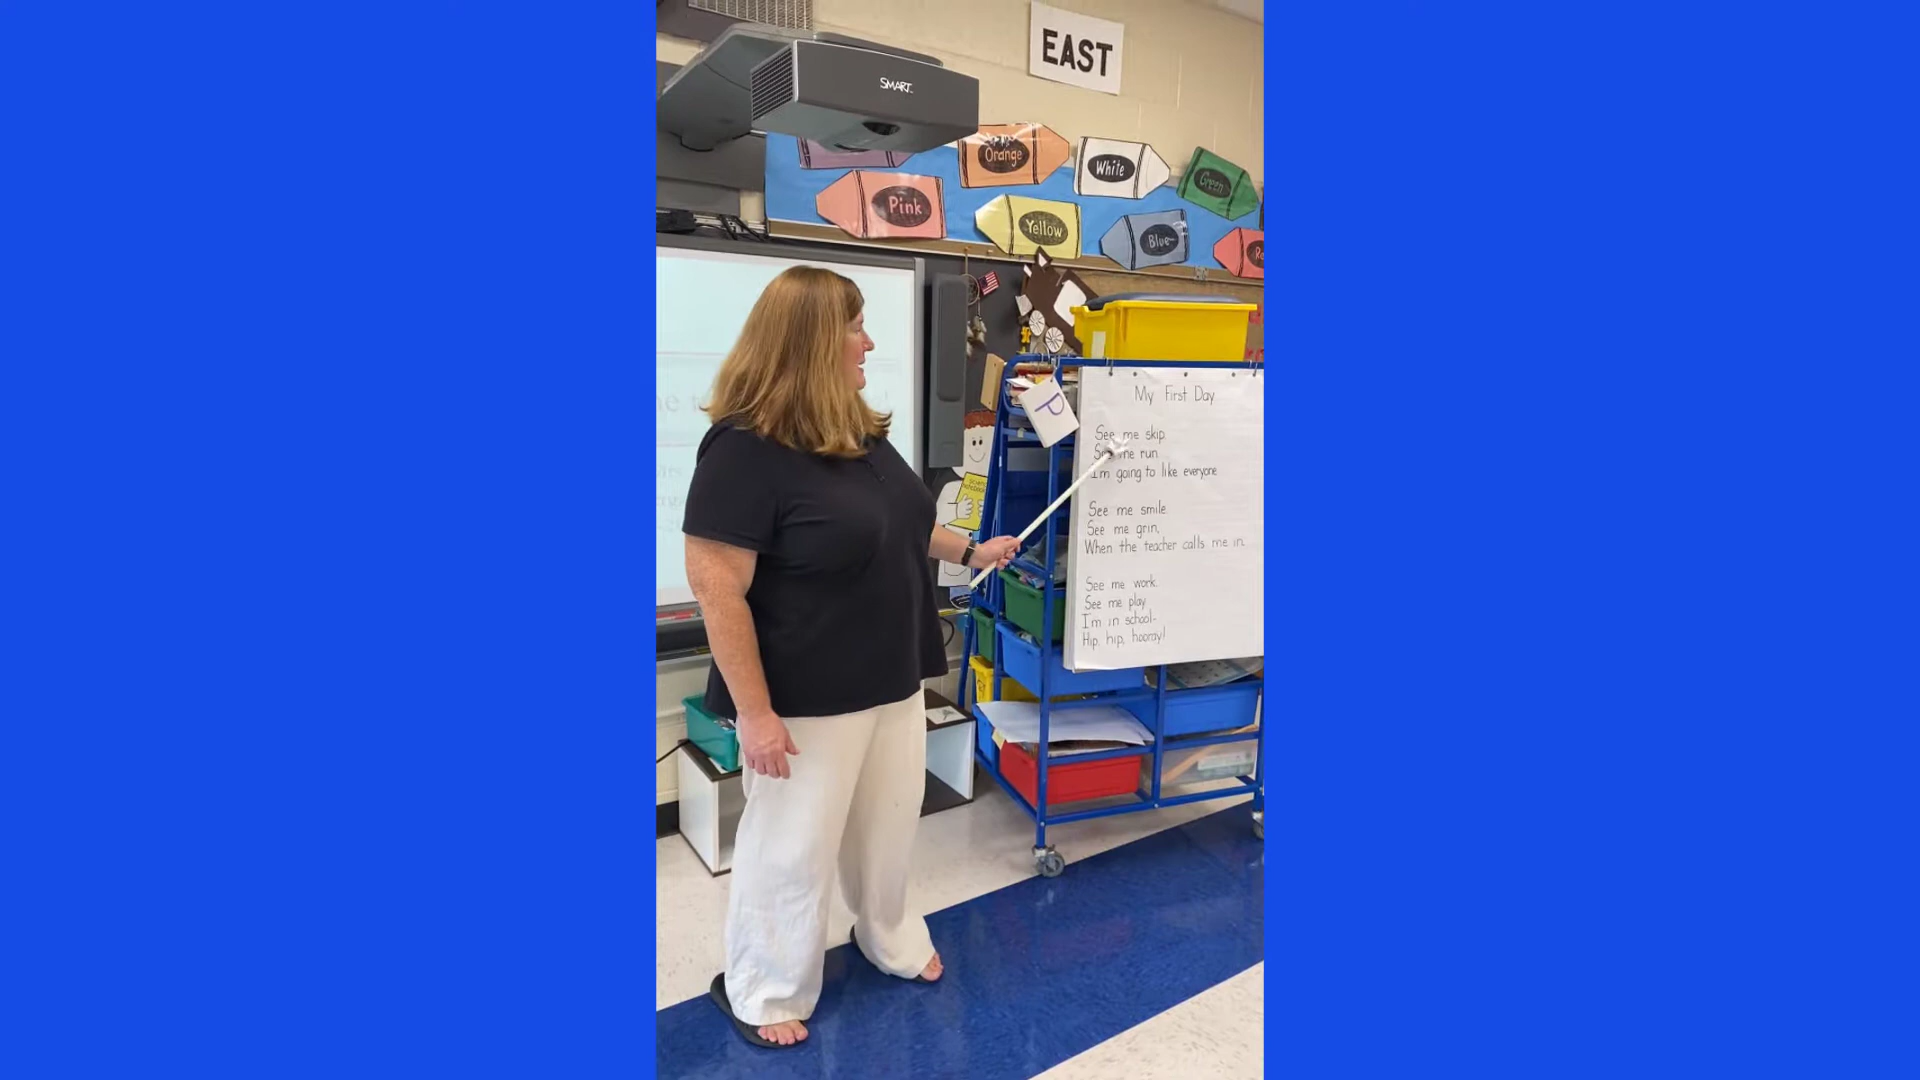 EAST
SMART
Orange
White
Green
Pink
Yellow
Blue
P
My First Day
See me skip.
See me run
I'm going to like everyone
See me smile.
See me grin,
When the teacher calls me in.
See me work.
See me play
I'm in school-
Hip, hip, hooray!